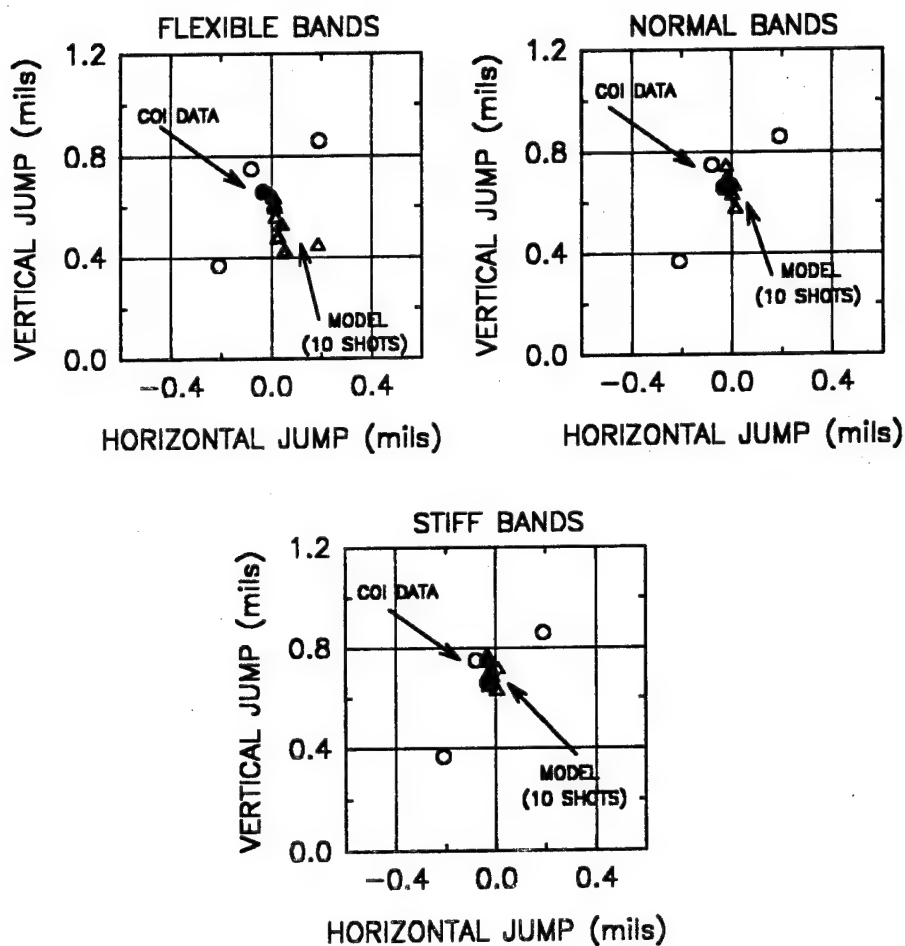 FLEXIBLE BANDS
VERTICAL JUMP (mils)
1.2
0.8
0.4
0.0
COI DATA
MODEL
(10 SHOTS)
−0.4 0.0 0.4
HORIZONTAL JUMP (mils)
NORMAL BANDS
VERTICAL JUMP (mils)
1.2
0.8
0.4
0.0
COI DATA
MODEL
(10 SHOTS)
−0.4 0.0 0.4
HORIZONTAL JUMP (mils)
STIFF BANDS
VERTICAL JUMP (mils)
1.2
0.8
0.4
0.0
COI DATA
MODEL
(10 SHOTS)
−0.4 0.0 0.4
HORIZONTAL JUMP (mils)